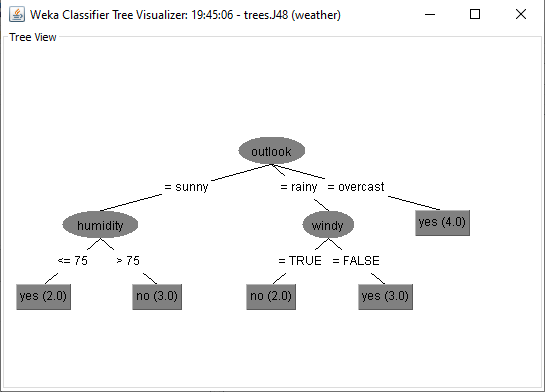 Weka Classifier Tree Visualizer: 19:45:06 - trees.J48 (weather)
Tree View
outlook
= sunny
= rainy
= overcast
humidity
windy
yes (4.0)
<= 75
> 75
= TRUE
= FALSE
yes (2.0)
no (3.0)
no (2.0)
yes (3.0)